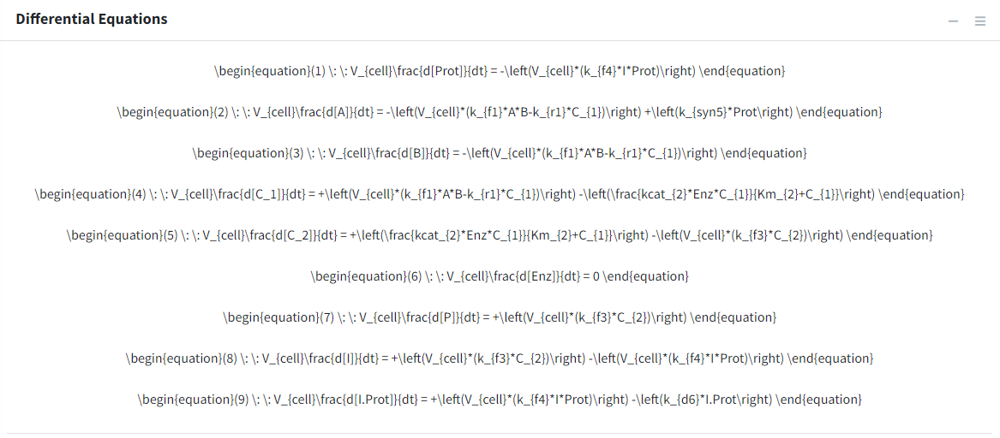 Differential Equations
\begin{equation}(1) \: \: V_{cell}\frac{d[Prot]}{dt} = -\left(V_{cell}*(k_{f4}*I*Prot)\right) \end{equation}
\begin{equation}(2) \: \: V_{cell}\frac{d[A]}{dt} = -\left(V_{cell}*(k_{f1}*A*B-k_{r1}*C_{1})\right) +\left(k_{syn5}*Prot\right) \end{equation}
\begin{equation}(3) \: \: V_{cell}\frac{d[B]}{dt} = -\left(V_{cell}*(k_{f1}*A*B-k_{r1}*C_{1})\right) \end{equation}
\begin{equation}(4) \: \: V_{cell}\frac{d[C_1]}{dt} = +\left(V_{cell}*(k_{f1}*A*B-k_{r1}*C_{1})\right) -\left(\frac{kcat_{2}*Enz*C_{1}}{Km_{2}+C_{1}}\right) \end{equation}
\begin{equation}(5) \: \: V_{cell}\frac{d[C_2]}{dt} = +\left(\frac{kcat_{2}*Enz*C_{1}}{Km_{2}+C_{1}}\right) -\left(V_{cell}*(k_{f3}*C_{2})\right) \end{equation}
\begin{equation}(6) \: \: V_{cell}\frac{d[Enz]}{dt} = 0 \end{equation}
\begin{equation}(7) \: \: V_{cell}\frac{d[P]}{dt} = +\left(V_{cell}*(k_{f3}*C_{2})\right) \end{equation}
\begin{equation}(8) \: \: V_{cell}\frac{d[I]}{dt} = +\left(V_{cell}*(k_{f3}*C_{2})\right) -\left(V_{cell}*(k_{f4}*I*Prot)\right) \end{equation}
\begin{equation}(9) \: \: V_{cell}\frac{d[I.Prot]}{dt} = +\left(V_{cell}*(k_{f4}*I*Prot)\right) -\left(k_{d6}*I.Prot\right) \end{equation}